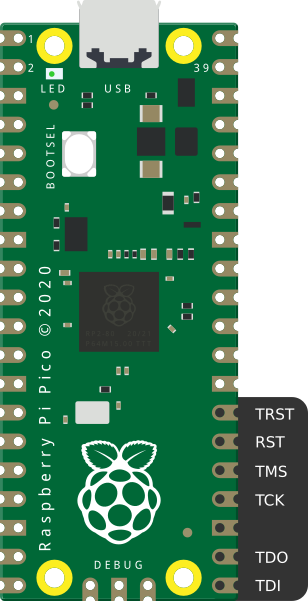 1
2
39
LED
USB
BOOTSEL
Raspberry Pi Pico ©2020
TRST
RST
TMS
TCK
TDO
TDI
DEBUG